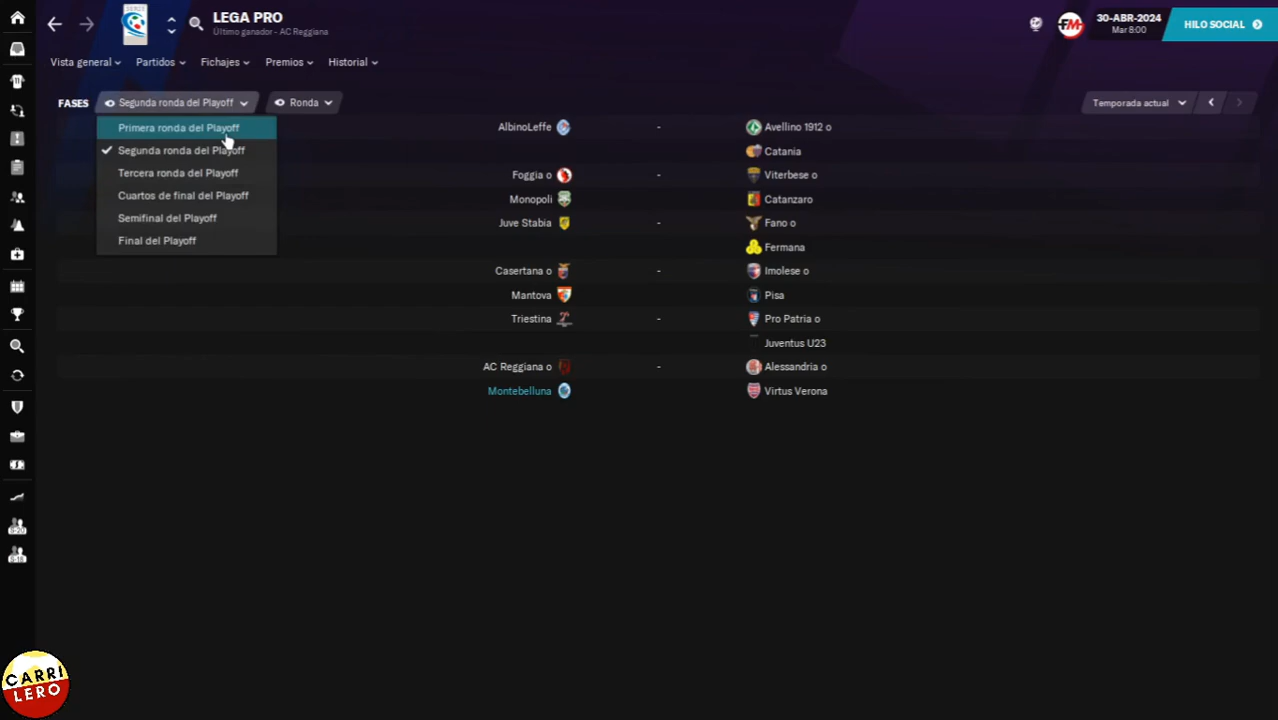 LEGA PRO
Último ganador - AC Reggiana
30-ABR-2024
Mar 8:00
HILO SOCIAL
Vista general
Partidos
Fichajes
Premios
Historial
FASES
Segunda ronda del Playoff
Ronda
Temporada actual
Primera ronda del Playoff
Segunda ronda del Playoff
Tercera ronda del Playoff
Cuartos de final del Playoff
Semifinal del Playoff
Final del Playoff
AlbinoLeffe - Avellino 1912 o
Catania
Foggia o - Viterbese o
Monopoli Catanzaro
Juve Stabia - Fano o
Fermana
Casertana o - Imolese o
Mantova Pisa
Triestina - Pro Patria o
Juventus U23
AC Reggiana o - Alessandria o
Montebelluna Virtus Verona
CARRI
LERO